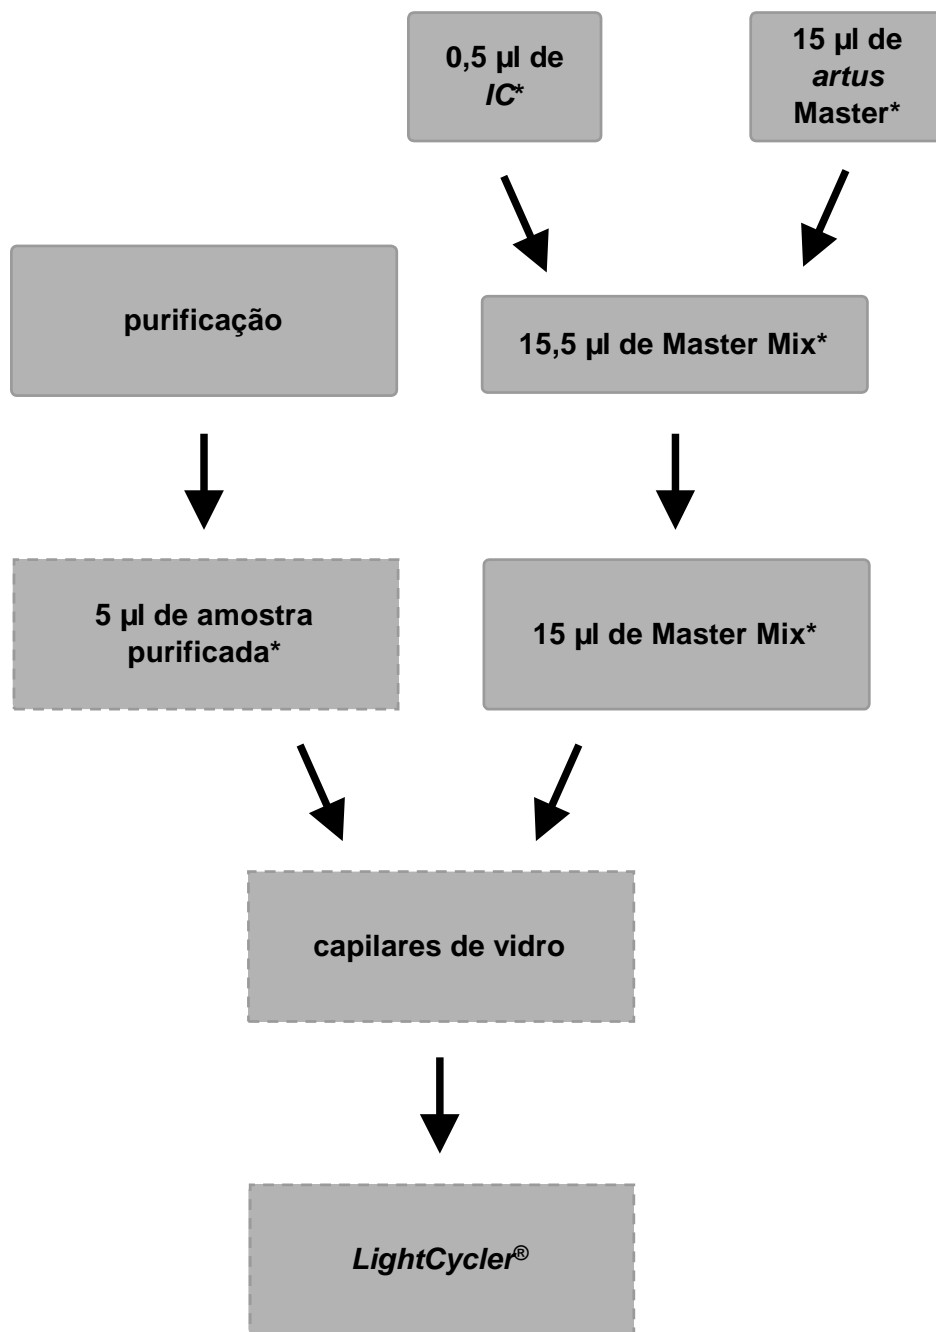 0,5 µl de
IC*
15 µl de
artus
Master*
purificação
15,5 µl de Master Mix*
5 µl de amostra
purificada*
15 µl de Master Mix*
capilares de vidro
LightCycler®